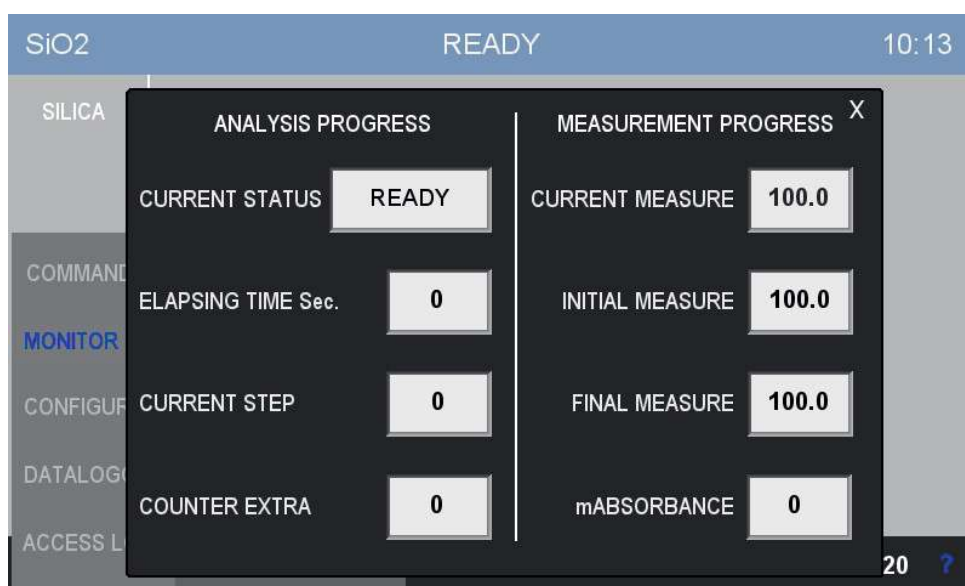 SiO2 READY 10:13
SILICA
ANALYSIS PROGRESS
CURRENT STATUS READY
ELAPSING TIME Sec. 0
CURRENT STEP 0
COUNTER EXTRA 0
MEASUREMENT PROGRESS X
CURRENT MEASURE 100.0
INITIAL MEASURE 100.0
FINAL MEASURE 100.0
mABSORBANCE 0
COMMAND
MONITOR
CONFIGUR
DATALOG
ACCESS L
20 ?